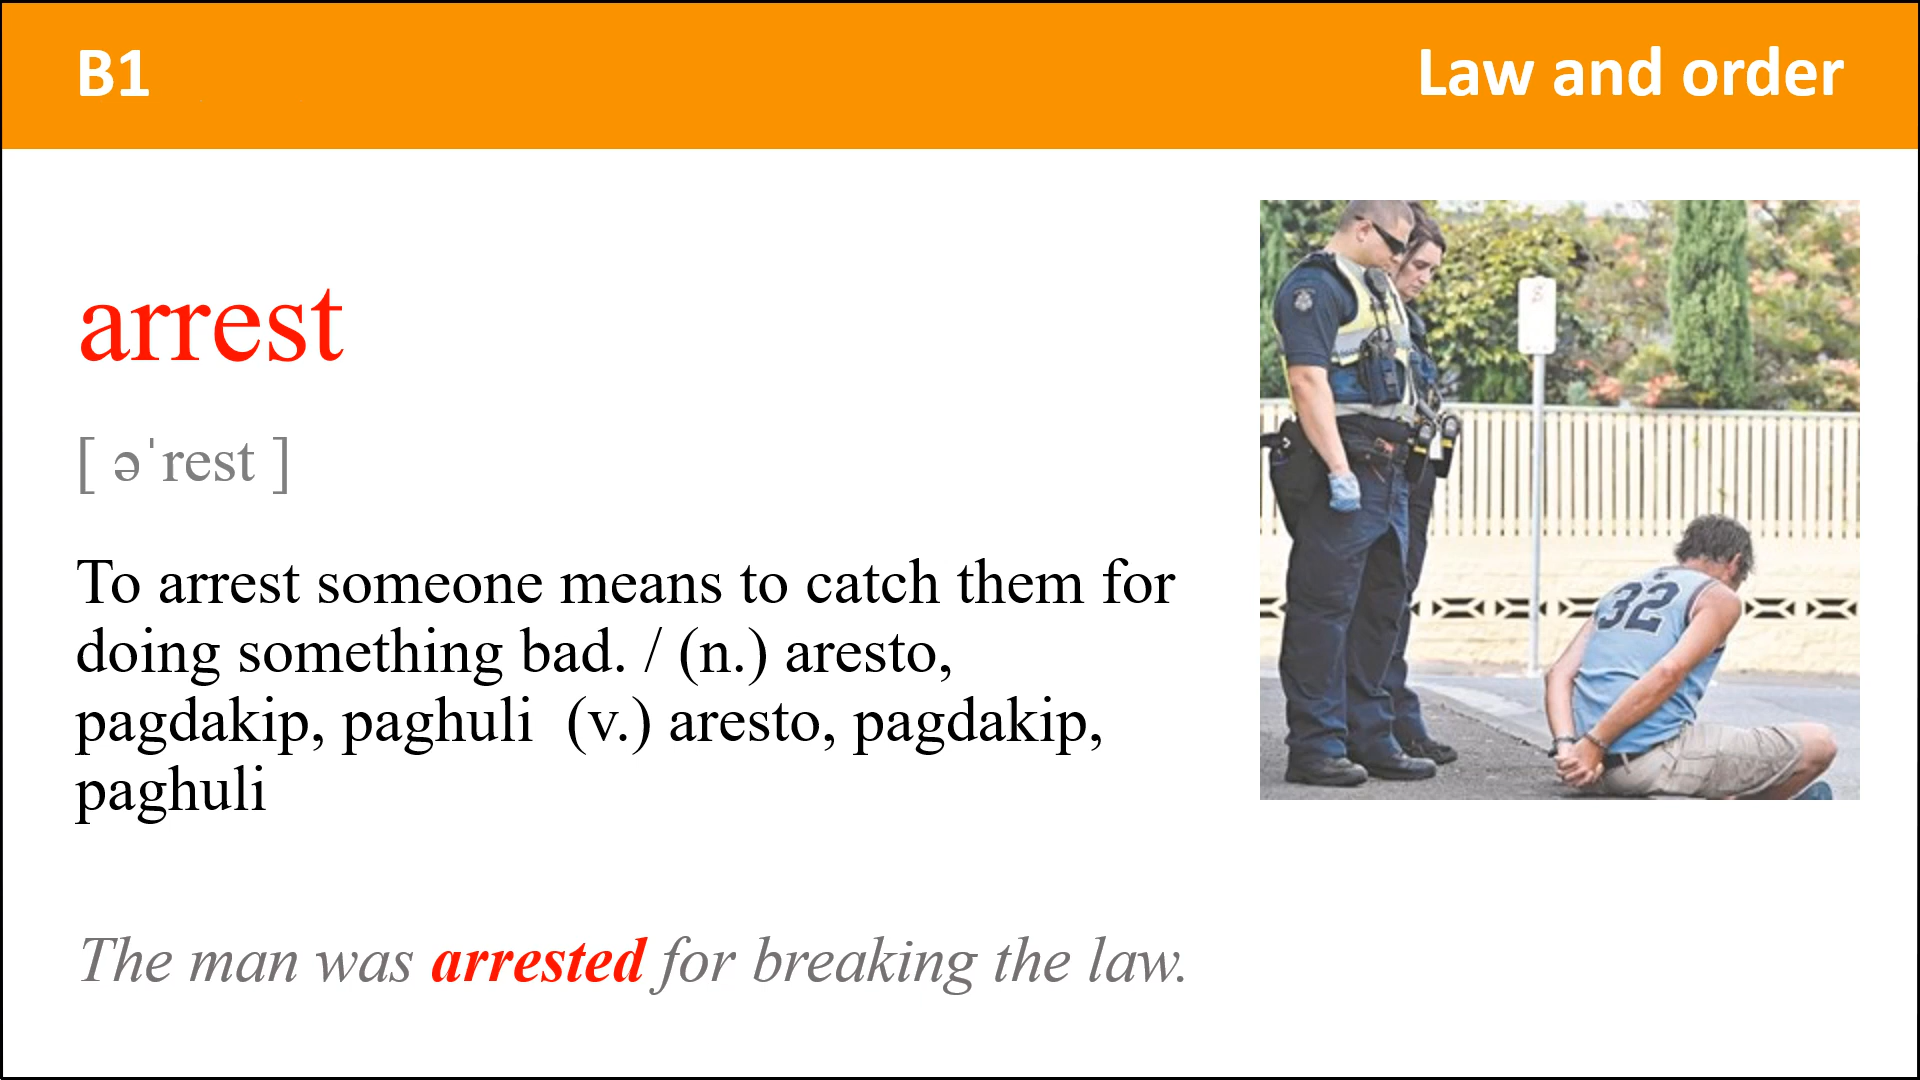 B1
Law and order
arrest
[ əˈrest ]
To arrest someone means to catch them for
doing something bad. / (n.) aresto,
pagdakip, paghuli  (v.) aresto, pagdakip,
paghuli
The man was arrested for breaking the law.
32